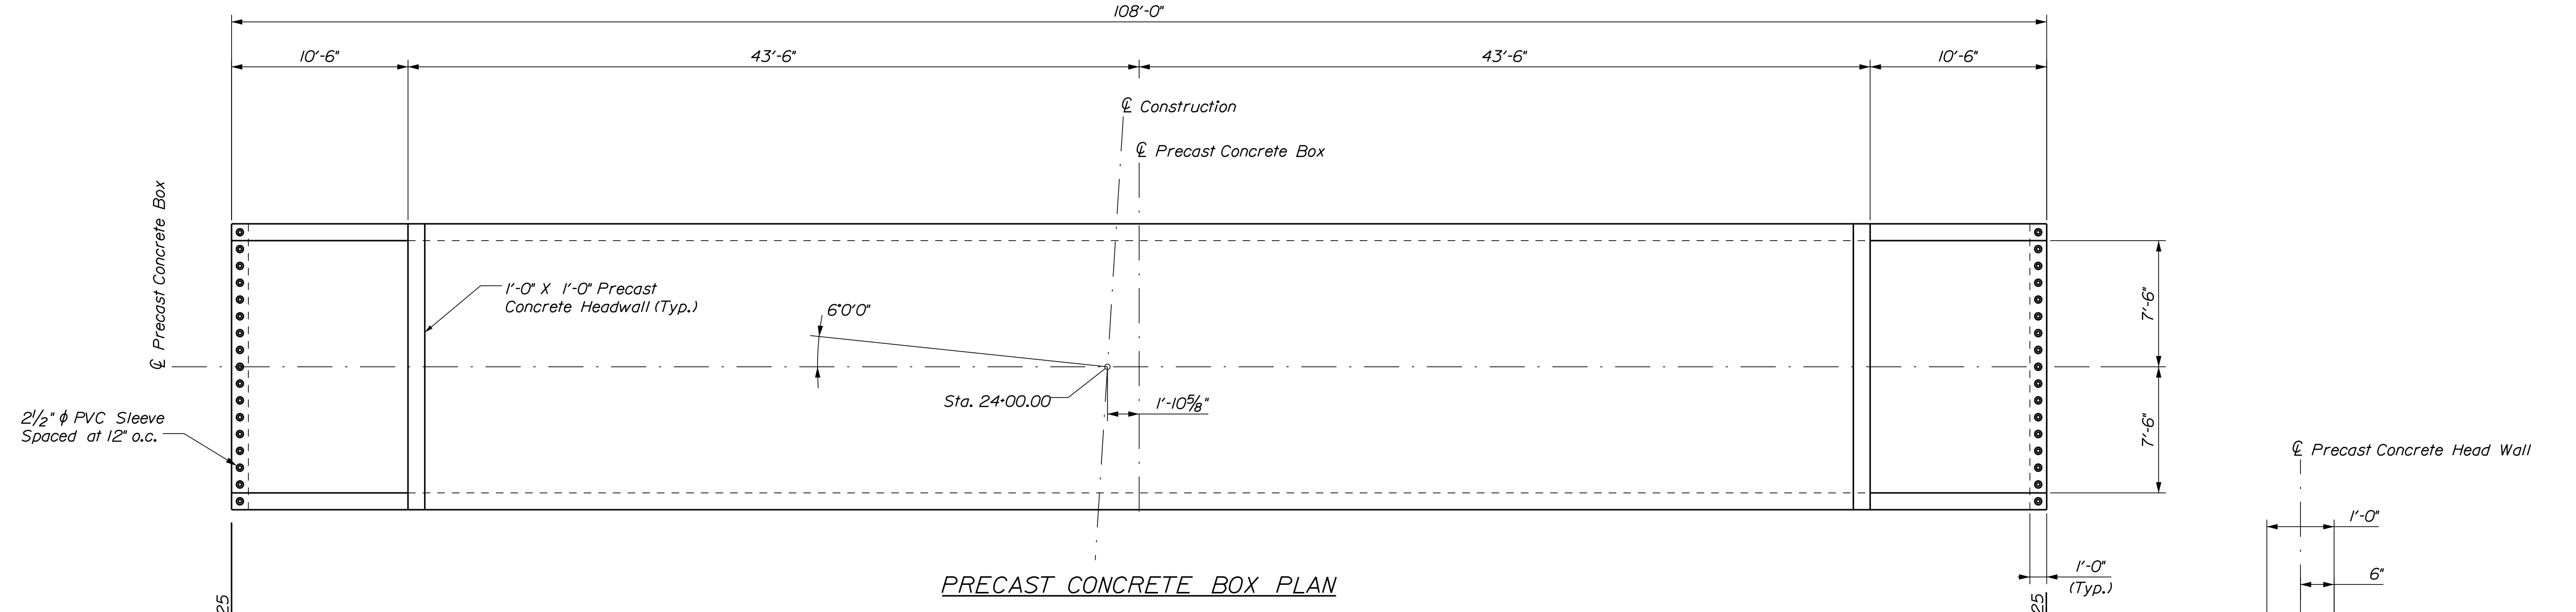 108'-0"
10'-6"
43'-6"
43'-6"
10'-6"
℄ Construction
℄ Precast Concrete Box
℄ Precast Concrete Box
1'-0" X 1'-0" Precast
Concrete Headwall (Typ.)
6°0'0"
7'-6"
Sta. 24+00.00
1'-10⅝"
2½" ϕ PVC Sleeve
Spaced at 12" o.c.
7'-6"
℄ Precast Concrete Head Wall
1'-0"
1'-0"
(Typ.)
6"
PRECAST CONCRETE BOX PLAN
25
25